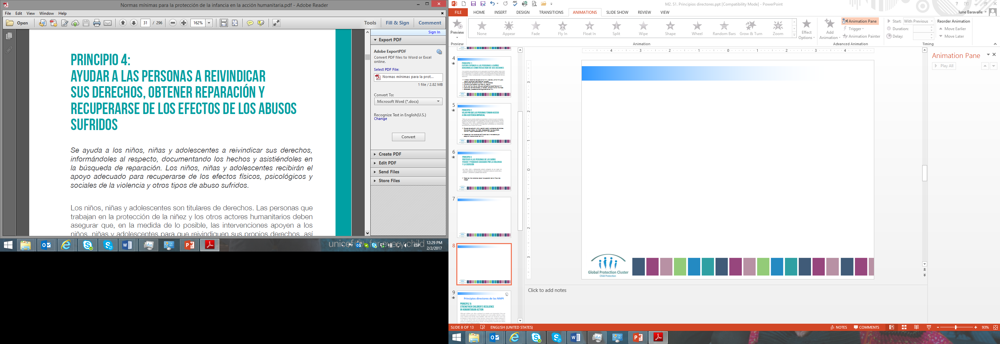 Normas mínimas para la protección de la infancia en la acción humanitaria.pdf - Adobe Reader
File Edit View Window Help
Open 31 / 296 162% Tools Fill & Sign Comment
PRINCIPIO 4:
AYUDAR A LAS PERSONAS A REIVINDICAR
SUS DERECHOS, OBTENER REPARACIÓN Y
RECUPERARSE DE LOS EFECTOS DE LOS ABUSOS
SUFRIDOS
Se ayuda a los niños, niñas y adolescentes a reivindicar sus derechos,
informándoles al respecto, documentando los hechos y asistiéndoles en
la búsqueda de reparación. Los niños, niñas y adolescentes recibirán el
apoyo adecuado para recuperarse de los efectos físicos, psicológicos y
sociales de la violencia y otros tipos de abuso sufridos.
Los niños, niñas y adolescentes son titulares de derechos. Las personas que
trabajan en la protección de la niñez y los otros actores humanitarios deben
asegurar que, en la medida de lo posible, las intervenciones apoyen a los
niños, niñas y adolescentes para que reivindiquen sus propios derechos, así
Sign In
Export PDF
Adobe ExportPDF
Convert PDF files to Word or Excel
online.
Select PDF File:
Normas mínimas para la prot...
1 file / 2.82 MB
Convert To:
Microsoft Word (*.docx)
Recognize Text in English(U.S.)
Change
Convert
Create PDF
Edit PDF
Send Files
Store Files
unicef for every child
ESP
12:29 PM
2/2/2017
M2. S1. Principios directores.ppt [Compatibility Mode] - PowerPoint
FILE HOME INSERT DESIGN TRANSITIONS ANIMATIONS SLIDE SHOW REVIEW VIEW
Iune Baravalle
Preview
None Appear Fade Fly In Float In Split Wipe Shape Wheel Random Bars Grow & Turn Zoom
Effect
Options
Add
Animation
Animation Pane
Trigger
Animation Painter
Start: With Previous
Duration:
Delay:
Reorder Animation
Move Earlier
Move Later
Preview Animation Advanced Animation Timing
4
PRINCIPIO 1:
EVITAR EXPONER A LAS PERSONAS A DAÑOS
ADICIONALES COMO RESULTADO DE SUS ACCIONES
5
PRINCIPIO 2:
VELAR POR QUE LAS PERSONAS TENGAN ACCESO
A UNA ASISTENCIA IMPARCIAL
6
PRINCIPIO 3:
PROTEGER A LAS PERSONAS DE LOS DAÑOS
FÍSICOS Y PSÍQUICOS CAUSADOS POR LA VIOLENCIA
Y LA COERCIÓN
7
8
9
Principios directores de las NMPI
PRINCIPLE 6:
STRENGTHEN CHILDREN'S RESILIENCE
IN HUMANITARIAN ACTION
4 3 2 1 0 1 2 3 4
3
2
1
0
1
2
3
Global Protection Cluster
Child Protection
Click to add notes
Animation Pane
Play All
SLIDE 8 OF 13 ENGLISH (UNITED STATES) NOTES COMMENTS 93%